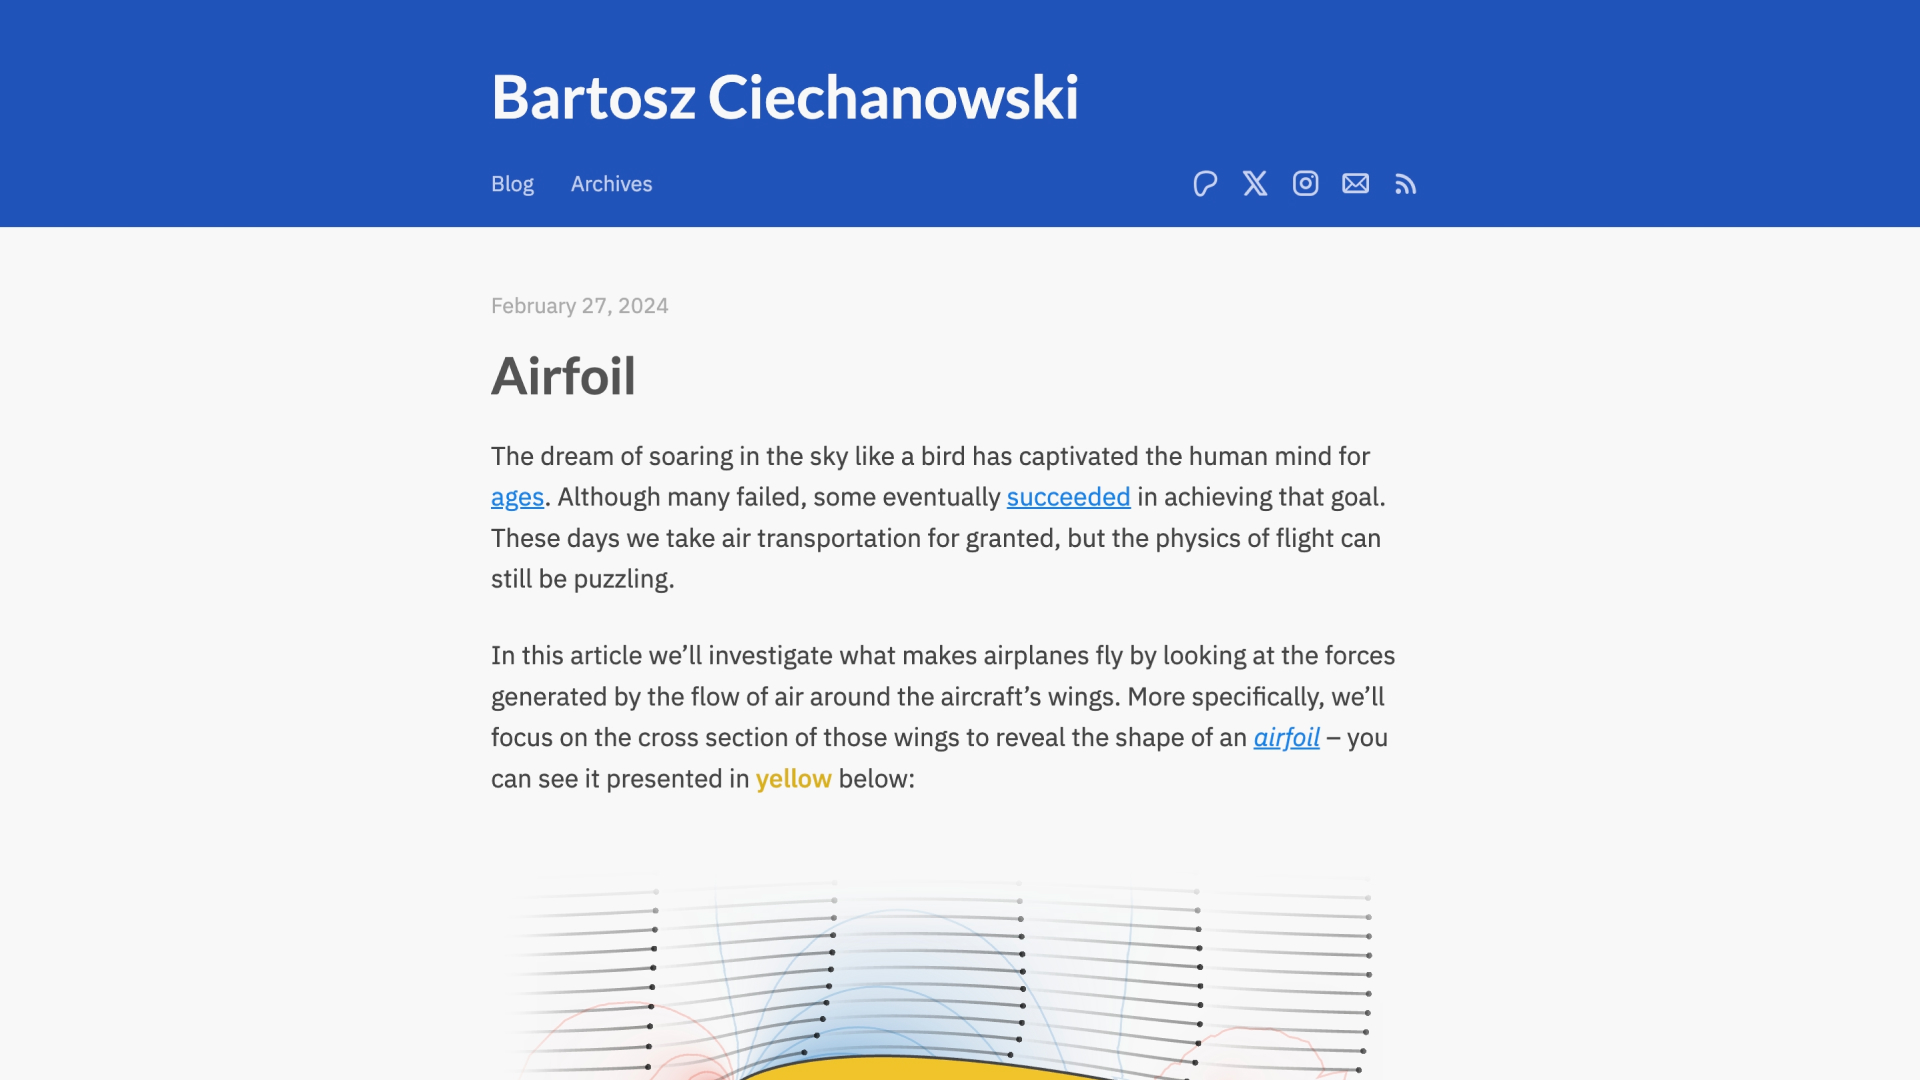 Bartosz Ciechanowski
Blog Archives
February 27, 2024
Airfoil
The dream of soaring in the sky like a bird has captivated the human mind for
ages. Although many failed, some eventually succeeded in achieving that goal.
These days we take air transportation for granted, but the physics of flight can
still be puzzling.
In this article we’ll investigate what makes airplanes fly by looking at the forces
generated by the flow of air around the aircraft’s wings. More specifically, we’ll
focus on the cross section of those wings to reveal the shape of an airfoil – you
can see it presented in yellow below: